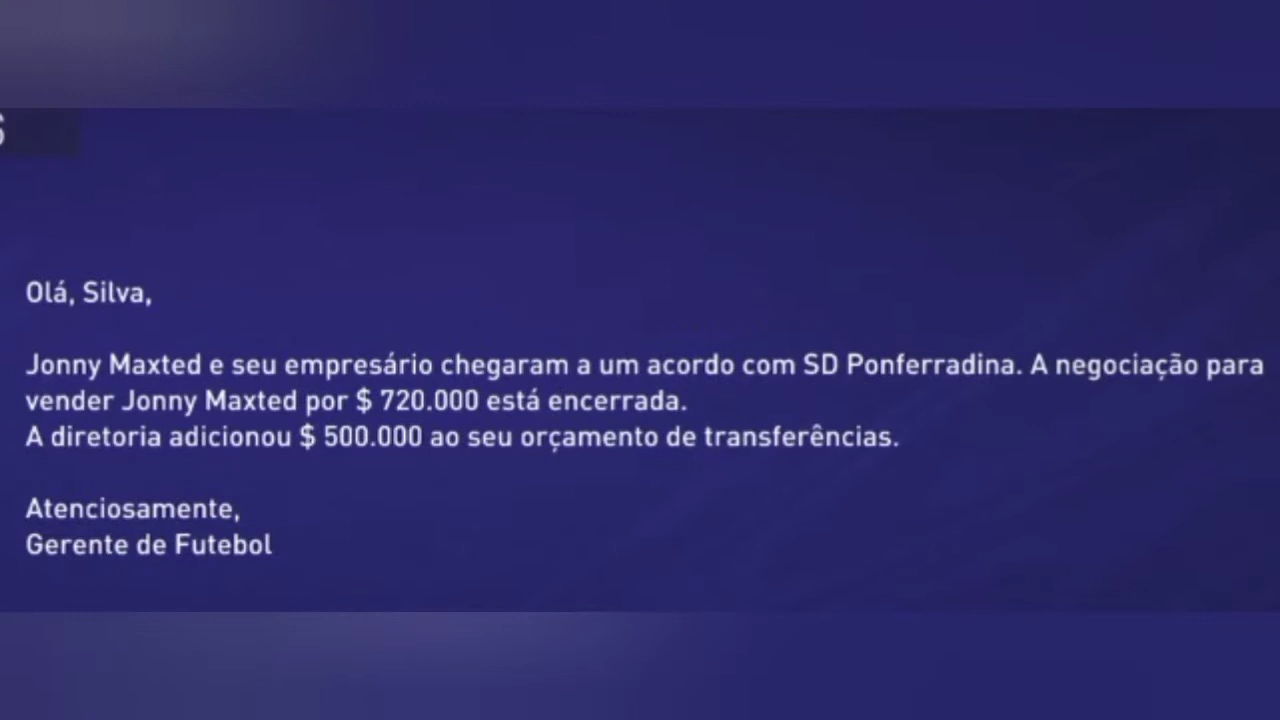 Olá, Silva,
Jonny Maxted e seu empresário chegaram a um acordo com SD Ponferradina. A negociação para
vender Jonny Maxted por $ 720.000 está encerrada.
A diretoria adicionou $ 500.000 ao seu orçamento de transferências.
Atenciosamente,
Gerente de Futebol